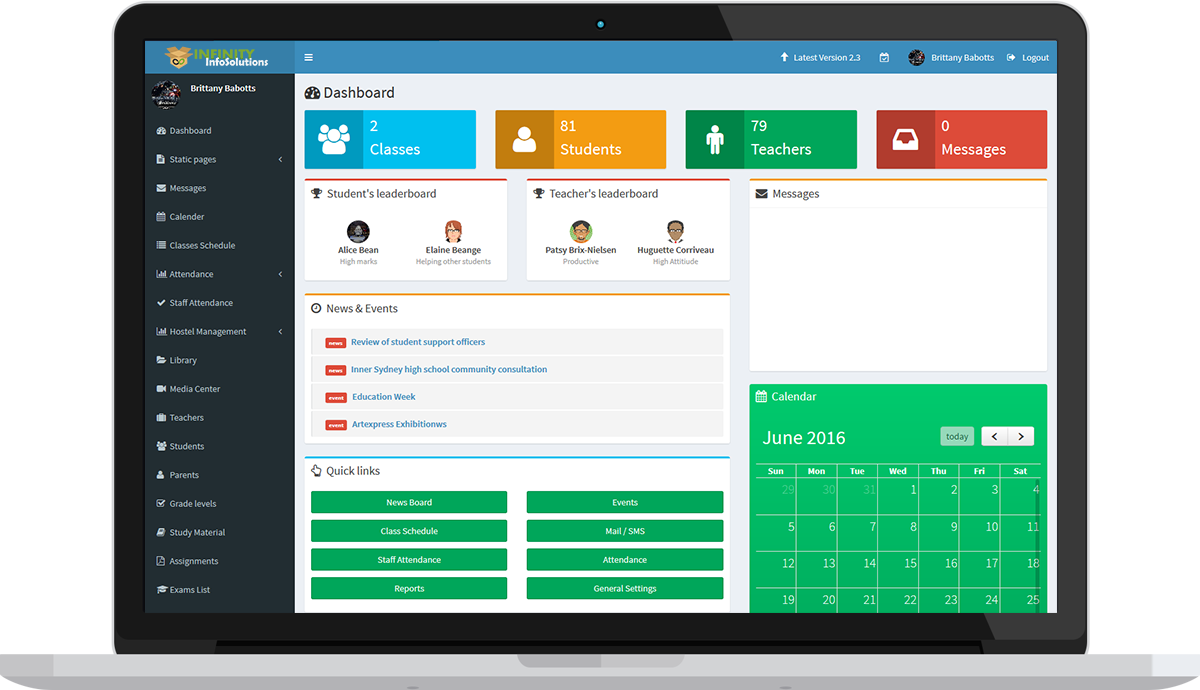 INFINITY
InfoSolutions
Latest Version 2.3
Brittany Babotts
Logout
Brittany Babotts
Dashboard
Static pages
Messages
Calender
Classes Schedule
Attendance
Staff Attendance
Hostel Management
Library
Media Center
Teachers
Students
Parents
Grade levels
Study Material
Assignments
Exams List
Dashboard
2
Classes
81
Students
79
Teachers
0
Messages
Student's leaderboard
Alice Bean
High marks
Elaine Beange
Helping other students
Teacher's leaderboard
Patsy Brix-Nielsen
Productive
Huguette Corriveau
High Attitiude
Messages
News & Events
news Review of student support officers
news Inner Sydney high school community consultation
event Education Week
event Artexpress Exhibitionws
Quick links
News Board Events
Class Schedule Mail / SMS
Staff Attendance Attendance
Reports General Settings
Calendar
June 2016
today
Sun Mon Tue Wed Thu Fri Sat
29 30 31 1 2 3 4
5 6 7 8 9 10 11
12 13 14 15 16 17 18
19 20 21 22 23 24 25